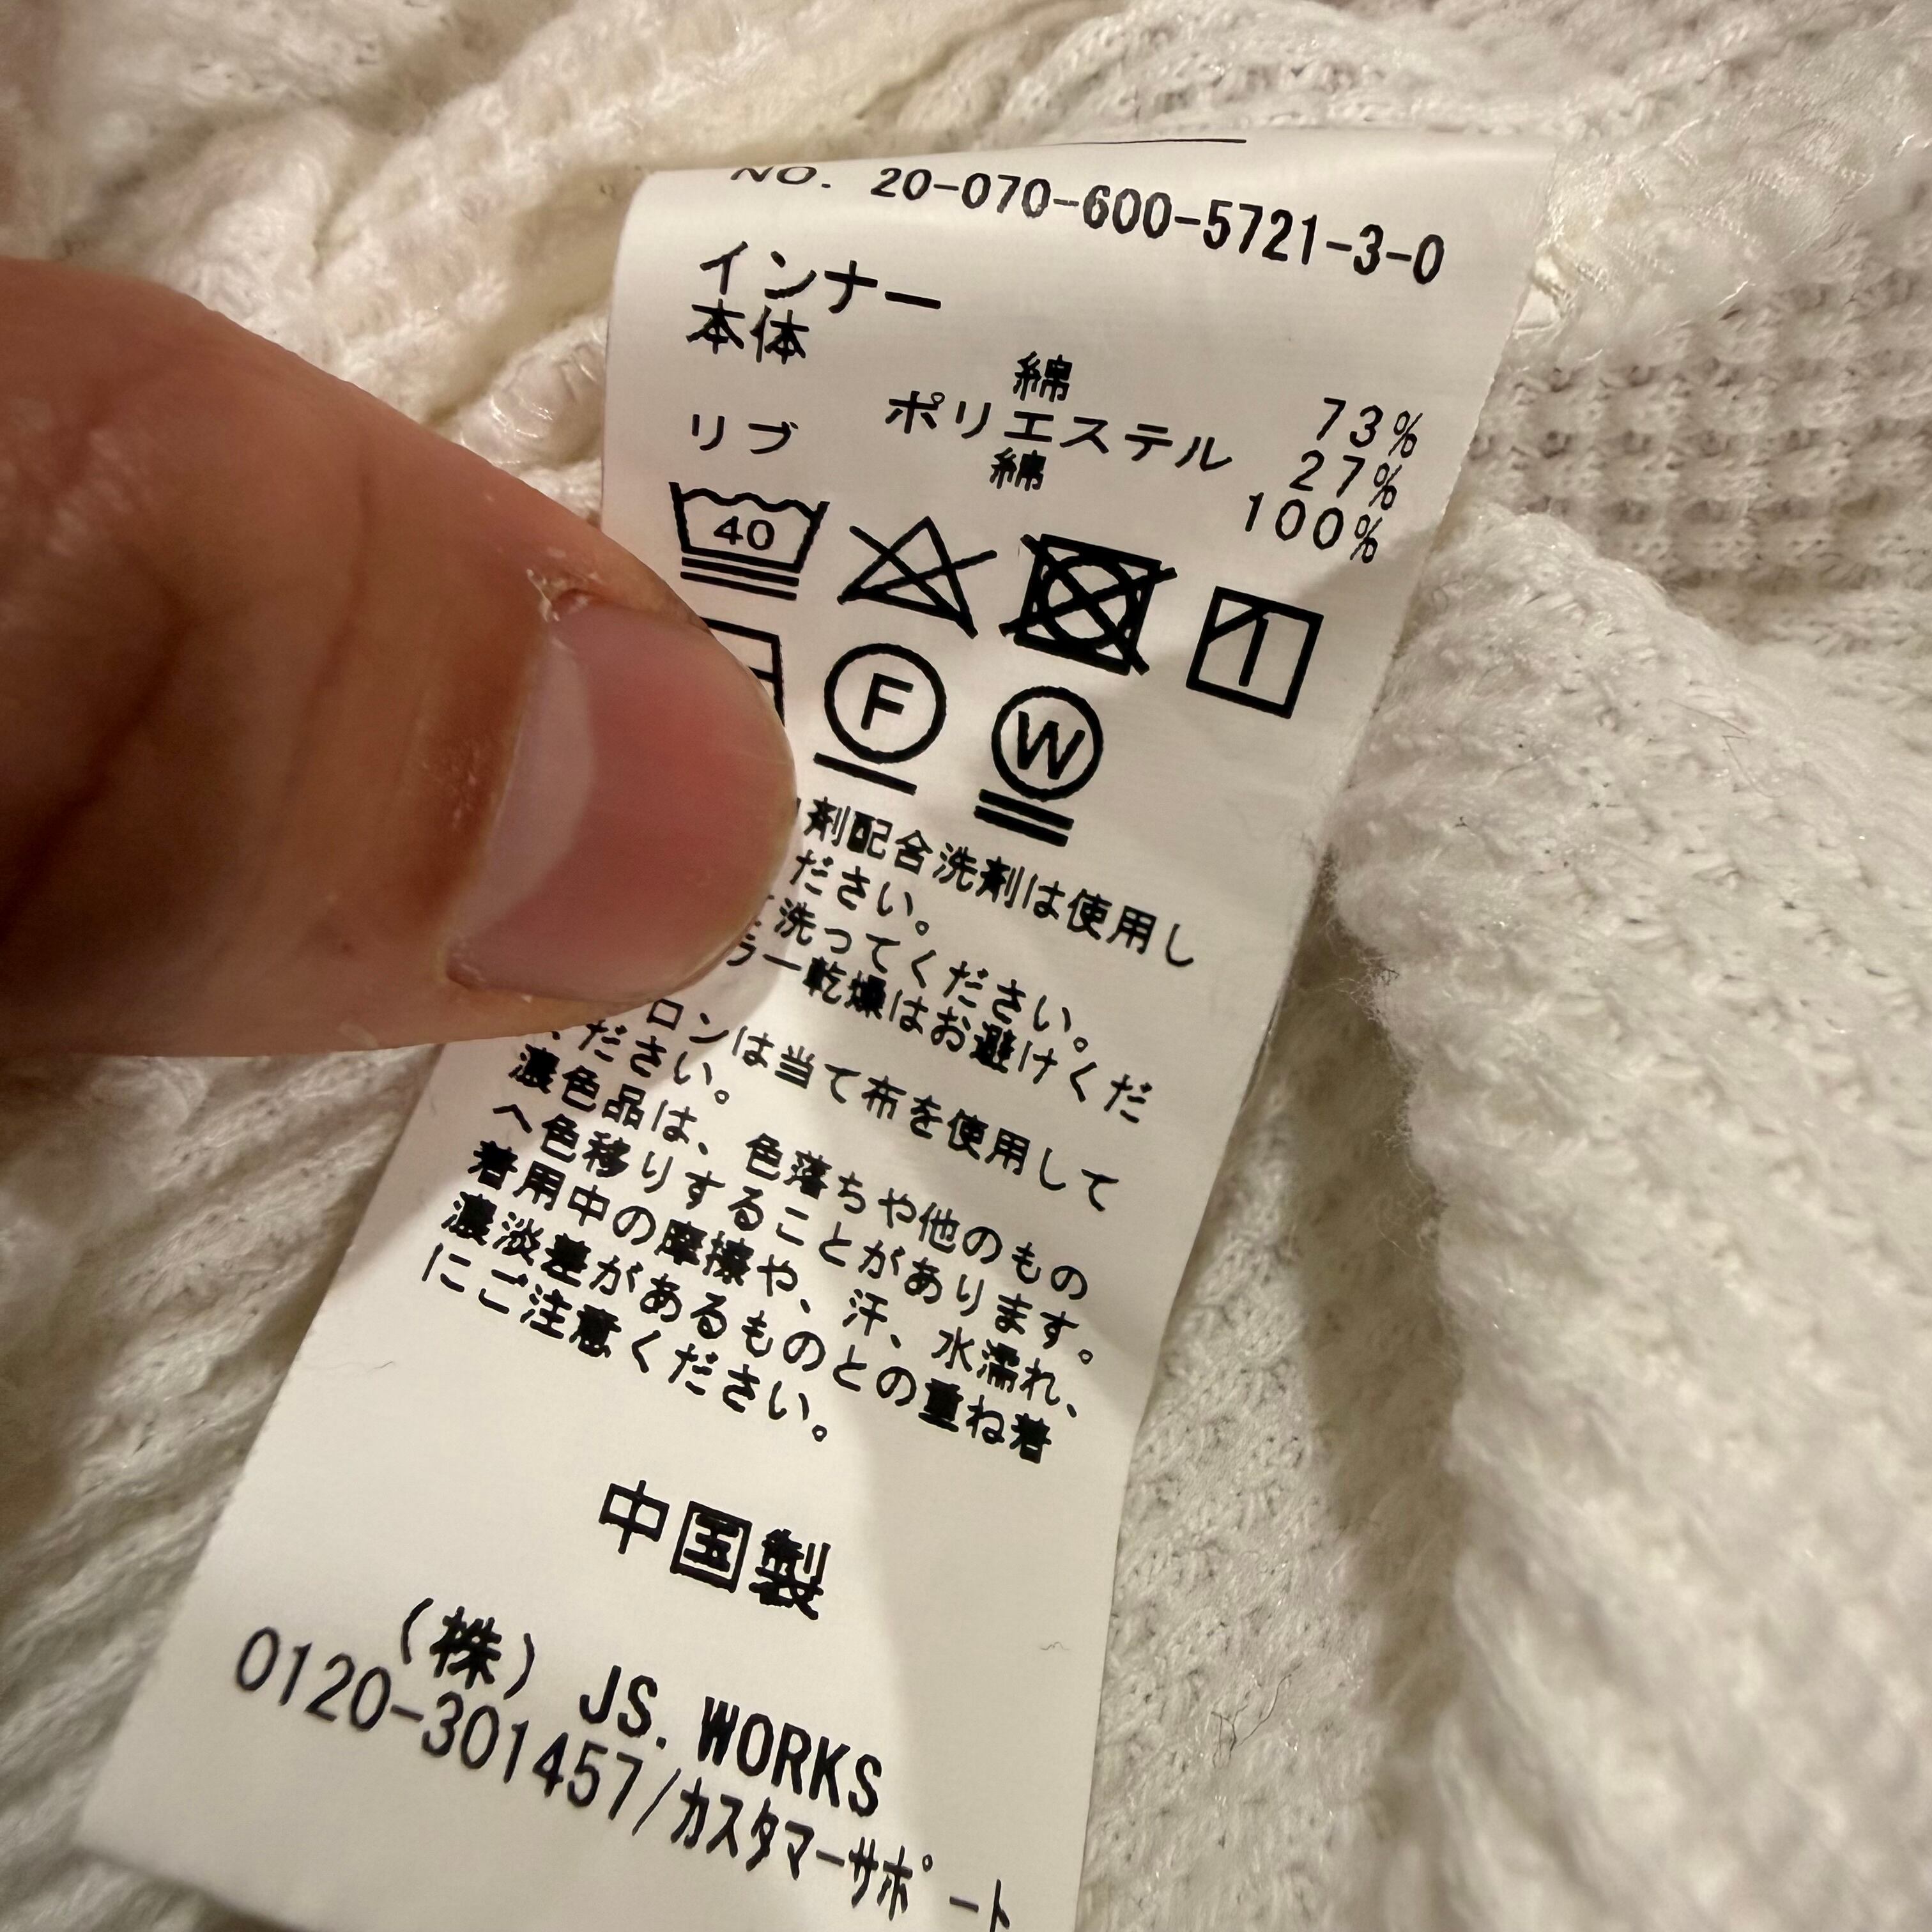 NO. 20-070-600-5721-3-0
インナー
本体
綿 73%
ポリエステル 27%
リブ 綿 100%
40
F W
剤配合洗剤は使用し
ださい。
洗ってください。
ラー乾燥はお避けくだ
ロンは当て布を使用して
ください。
濃色品は、色落ちや他のもの
へ色移りすることがあります。
着用中の摩擦や、汗、水濡れ、
濃淡差があるものとの重ね着
にご注意ください。
中国製
(株) JS. WORKS
0120-301457/カスタマーサポート